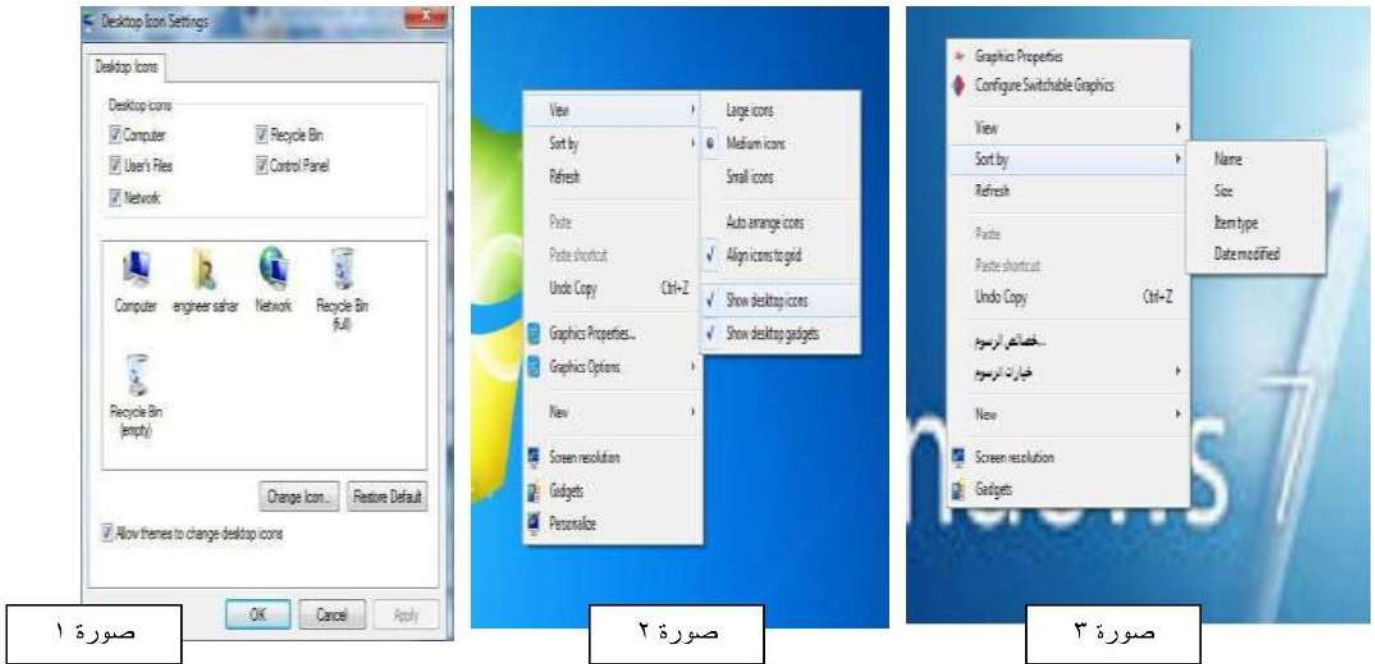 Desktop Icon Settings
Desktop Icons
Desktop icons
Computer
Recycle Bin
User's Files
Control Panel
Network
Computer
engineer sahar
Network
Recycle Bin (full)
Recycle Bin (empty)
Change Icon...
Restore Default
Allow themes to change desktop icons
OK
Cancel
Apply
صورة ١
View
Sort by
Refresh
Paste
Paste shortcut
Undo Copy Ctrl+Z
Graphics Properties...
Graphics Options
New
Screen resolution
Gadgets
Personalize
Large icons
Medium icons
Small icons
Auto arrange icons
Align icons to grid
Show desktop icons
Show desktop gadgets
صورة ٢
Graphics Properties
Configure Switchable Graphics
View
Sort by
Refresh
Paste
Paste shortcut
Undo Copy Ctrl+Z
خصائص الرسوم...
خيارات الرسوم
New
Screen resolution
Gadgets
Name
Size
Item type
Date modified
7
صورة ٣